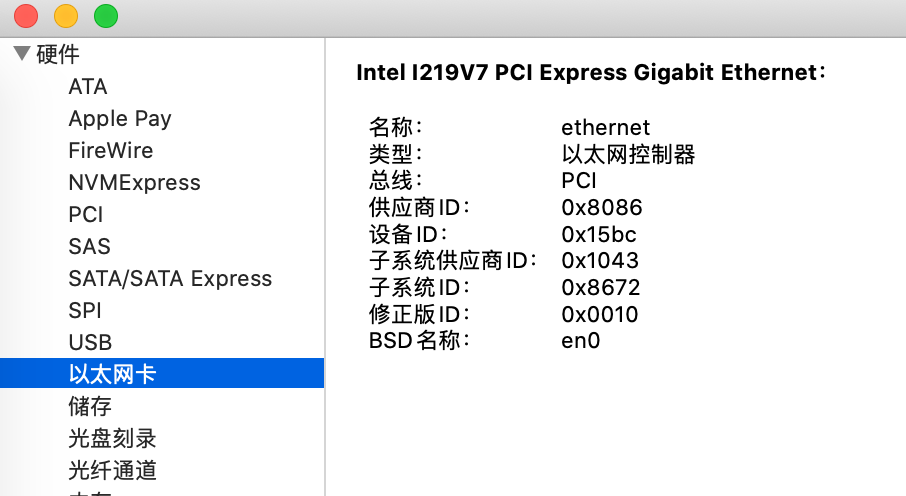 硬件
ATA
Apple Pay
FireWire
NVMExpress
PCI
SAS
SATA/SATA Express
SPI
USB
以太网卡
储存
光盘刻录
光纤通道
Intel I219V7 PCI Express Gigabit Ethernet：
名称： ethernet
类型： 以太网控制器
总线： PCI
供应商ID： 0x8086
设备ID： 0x15bc
子系统供应商ID： 0x1043
子系统ID： 0x8672
修正版ID： 0x0010
BSD名称： en0